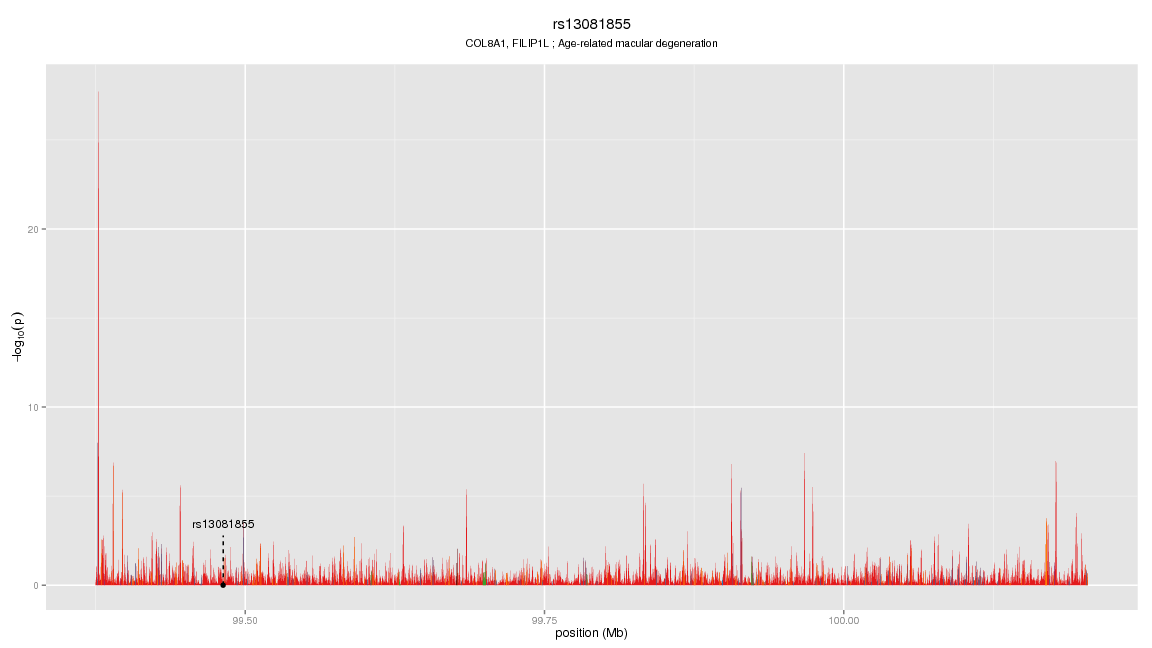 rs13081855
COL8A1, FILIP1L ; Age-related macular degeneration
−log10(p)
20
10
0
rs13081855
99.50
99.75
100.00
position (Mb)